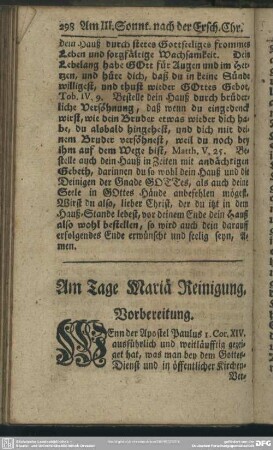 298 Am III. Sonnt. nach der Ersch. Chr.
dein Hauß durch stetes Gottseliges frommes
Leben und sorgfältige Wachsamkeit. Dein
Lebelang habe GOtt für Augen und im Her-
zen, und hüte dich, daß du in keine Sünde
willigest, und thust wider GOttes Gebot,
Tob. IV, 9. Bestelle dein Hauß durch brüder-
liche Versöhnung, daß wenn du eingedenck
wirst, wie dein Bruder etwas wider dich ha-
be, du alsbald hingehest, und dich mit dei-
nem Bruder versöhnest, weil du noch bey
ihm auf dem Wege bist, Matth. V, 25. Be-
stelle auch dein Hauß in Zeiten mit andächtigen
Gebeth, darinnen du so wohl dein Hauß und die
Deinigen der Gnade GOTTes, als auch deine
Seele in GOttes Hände anbefehlen mögest.
Wirst du also, lieber Christ, der du itzt in dem
Hauß-Stande lebest, vor deinem Ende dein Hauß
also wohl bestellen, so wird auch dein darauf
erfolgendes Ende erwünscht und seelig seyn, A-
men.
Am Tage Mariä Reinigung.
Vorbereitung.
WEnn der Apostel Paulus 1. Cor. XIV.
ausführlich und weitläufftig gezei-
get hat, was man bey dem Gottes-
Dienst und in öffentlicher Kirchen-
Ver-